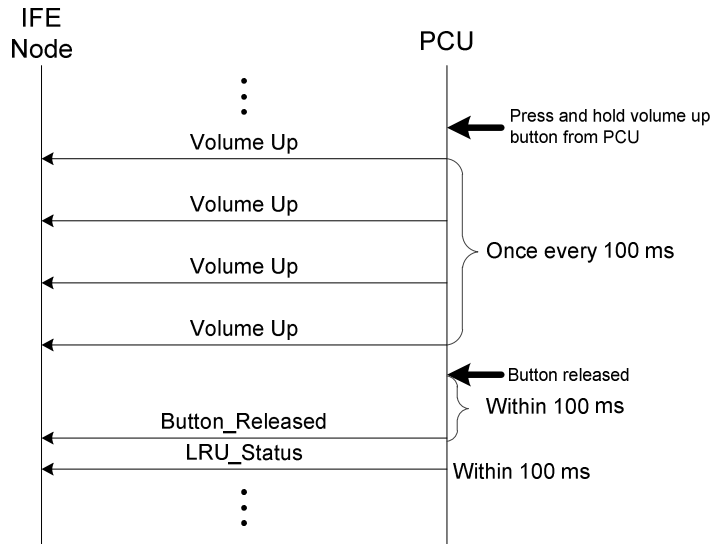 IFE
Node
PCU
Press and hold volume up
button from PCU
Volume Up
Volume Up
Once every 100 ms
Volume Up
Volume Up
Button released
Within 100 ms
Button_Released
LRU_Status
Within 100 ms